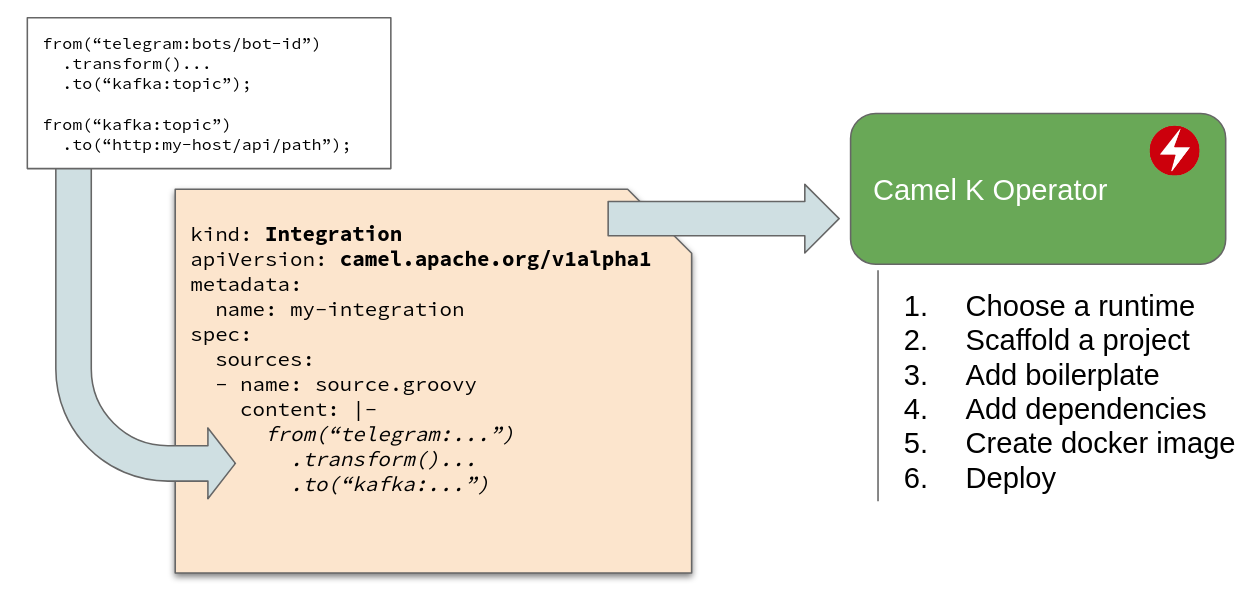 from(“telegram:bots/bot-id”)
  .transform()...
  .to(“kafka:topic”);

from(“kafka:topic”)
  .to(“http:my-host/api/path”);
kind: Integration
apiVersion: camel.apache.org/v1alpha1
metadata:
  name: my-integration
spec:
  sources:
  - name: source.groovy
    content: |-
      from(“telegram:...”)
        .transform()...
        .to(“kafka:...”)
Camel K Operator
1. Choose a runtime
2. Scaffold a project
3. Add boilerplate
4. Add dependencies
5. Create docker image
6. Deploy